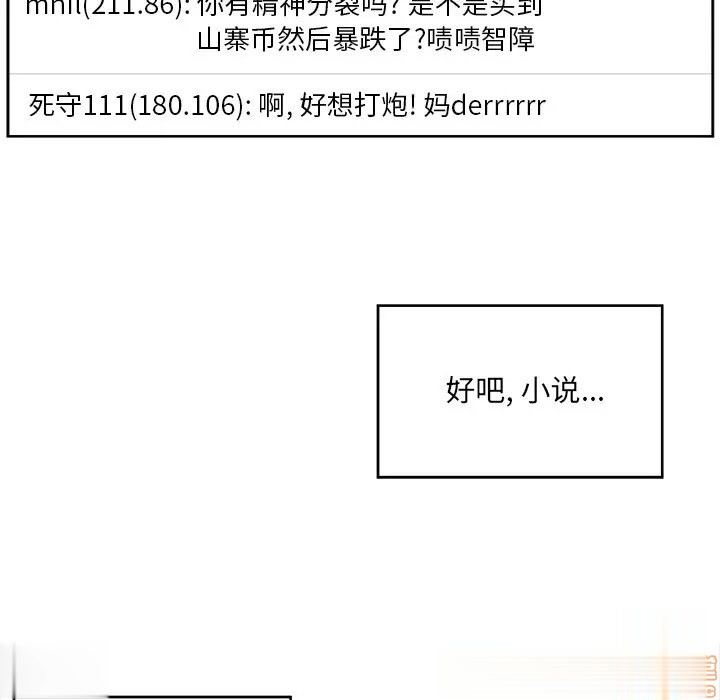 mhfl(211.86): 你有精神分裂吗? 是不是买到
山寨币然后暴跌了?啧啧智障
死守111(180.106): 啊, 好想打炮! 妈derrrrrr
好吧, 小说...